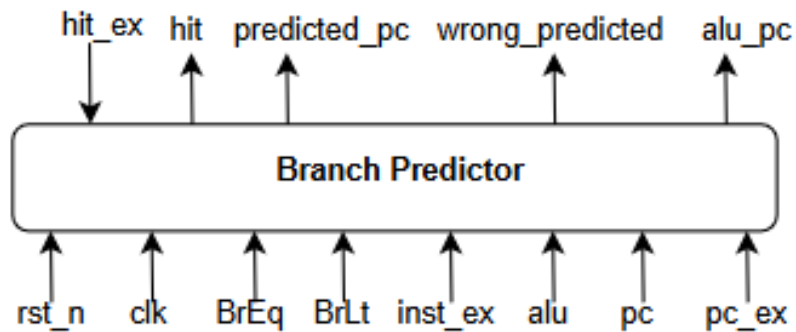 hit_ex hit predicted_pc wrong_predicted alu_pc
Branch Predictor
rst_n clk BrEq BrLt inst_ex alu pc pc_ex